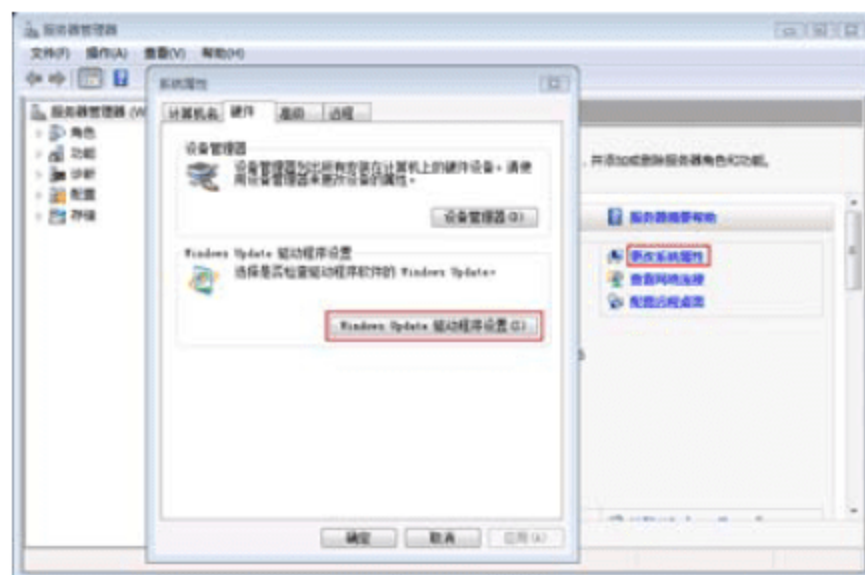 服务器管理器
文件(F) 操作(A) 查看(V) 帮助(H)
服务器管理器 (W
角色
功能
诊断
配置
存储
系统属性
计算机名 硬件 高级 远程
设备管理器
设备管理器列出所有安装在计算机上的硬件设备。请使
用设备管理器来更改设备的属性。
设备管理器(D)
Windows Update 驱动程序设置
选择是否检查驱动程序软件的 Windows Update。
Windows Update 驱动程序设置(I)
确定 取消 应用(A)
，并添加或删除服务器角色和功能。
服务器摘要帮助
更改系统属性
查看网络连接
配置远程桌面